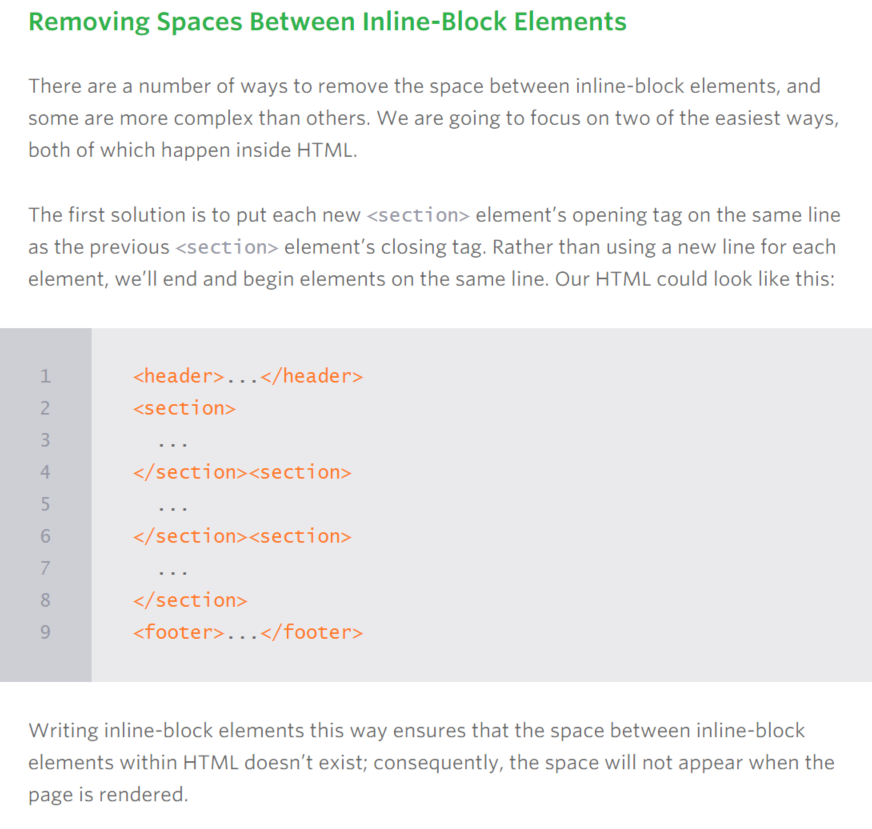 Removing Spaces Between Inline-Block Elements
There are a number of ways to remove the space between inline-block elements, and
some are more complex than others. We are going to focus on two of the easiest ways,
both of which happen inside HTML.
The first solution is to put each new <section> element’s opening tag on the same line
as the previous <section> element’s closing tag. Rather than using a new line for each
element, we’ll end and begin elements on the same line. Our HTML could look like this:
1 <header>...</header>
2 <section>
3 ...
4 </section><section>
5 ...
6 </section><section>
7 ...
8 </section>
9 <footer>...</footer>
Writing inline-block elements this way ensures that the space between inline-block
elements within HTML doesn’t exist; consequently, the space will not appear when the
page is rendered.